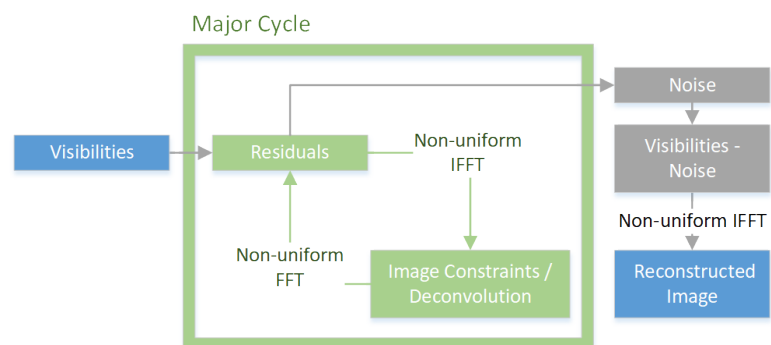 Major Cycle
Noise
Visibilities
Residuals
Non-uniform
IFFT
Visibilities -
Noise
Non-uniform IFFT
Non-uniform
FFT
Image Constraints /
Deconvolution
Reconstructed
Image